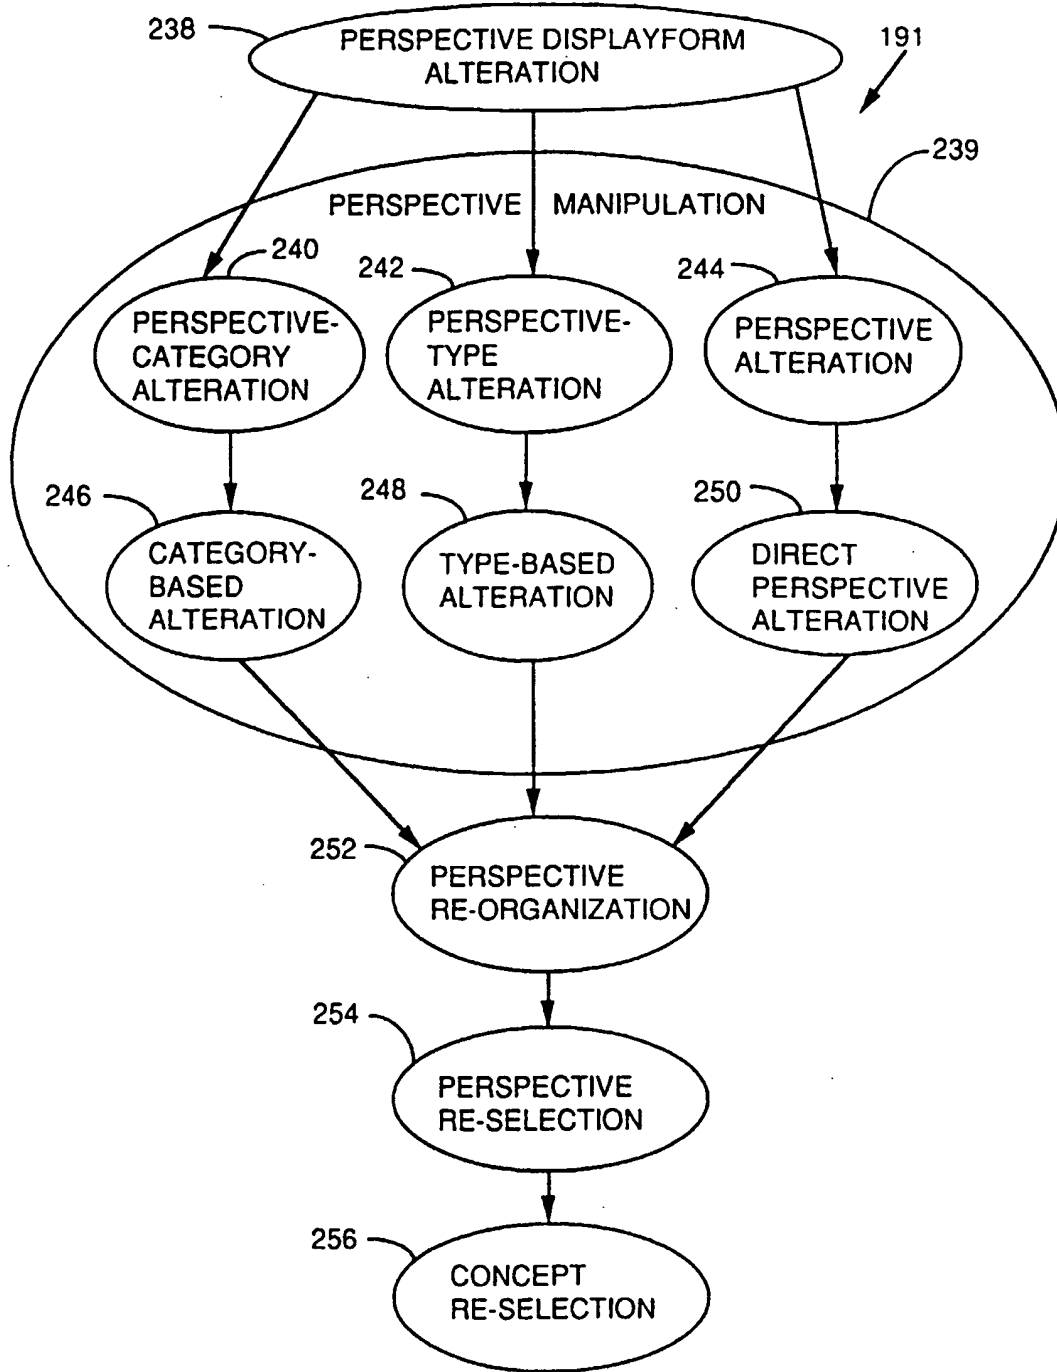 238
PERSPECTIVE DISPLAYFORM
ALTERATION
191
239
PERSPECTIVE MANIPULATION
240
PERSPECTIVE-
CATEGORY
ALTERATION
242
PERSPECTIVE-
TYPE
ALTERATION
244
PERSPECTIVE
ALTERATION
246
CATEGORY-
BASED
ALTERATION
248
TYPE-BASED
ALTERATION
250
DIRECT
PERSPECTIVE
ALTERATION
252
PERSPECTIVE
RE-ORGANIZATION
254
PERSPECTIVE
RE-SELECTION
256
CONCEPT
RE-SELECTION